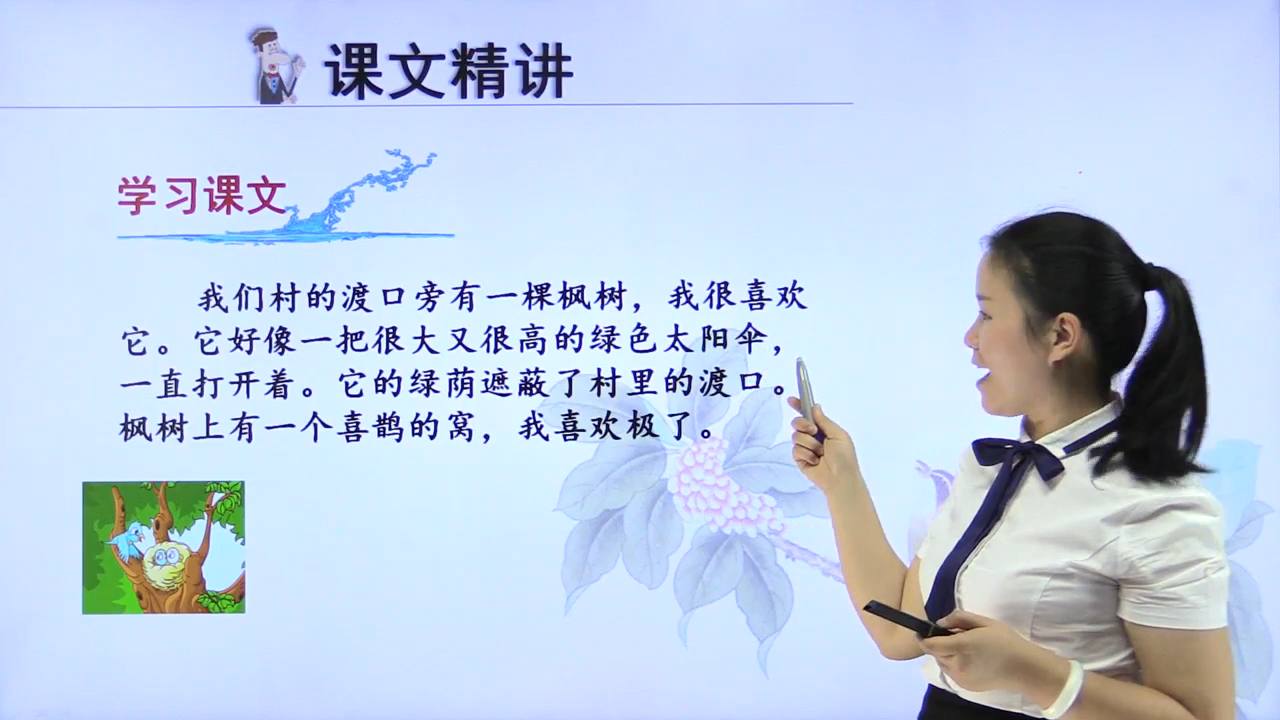 课文精讲
学习课文
我们村的渡口旁有一棵枫树，我很喜欢
它。它好像一把很大又很高的绿色太阳伞，
一直打开着。它的绿荫遮蔽了村里的渡口。
枫树上有一个喜鹊的窝，我喜欢极了。